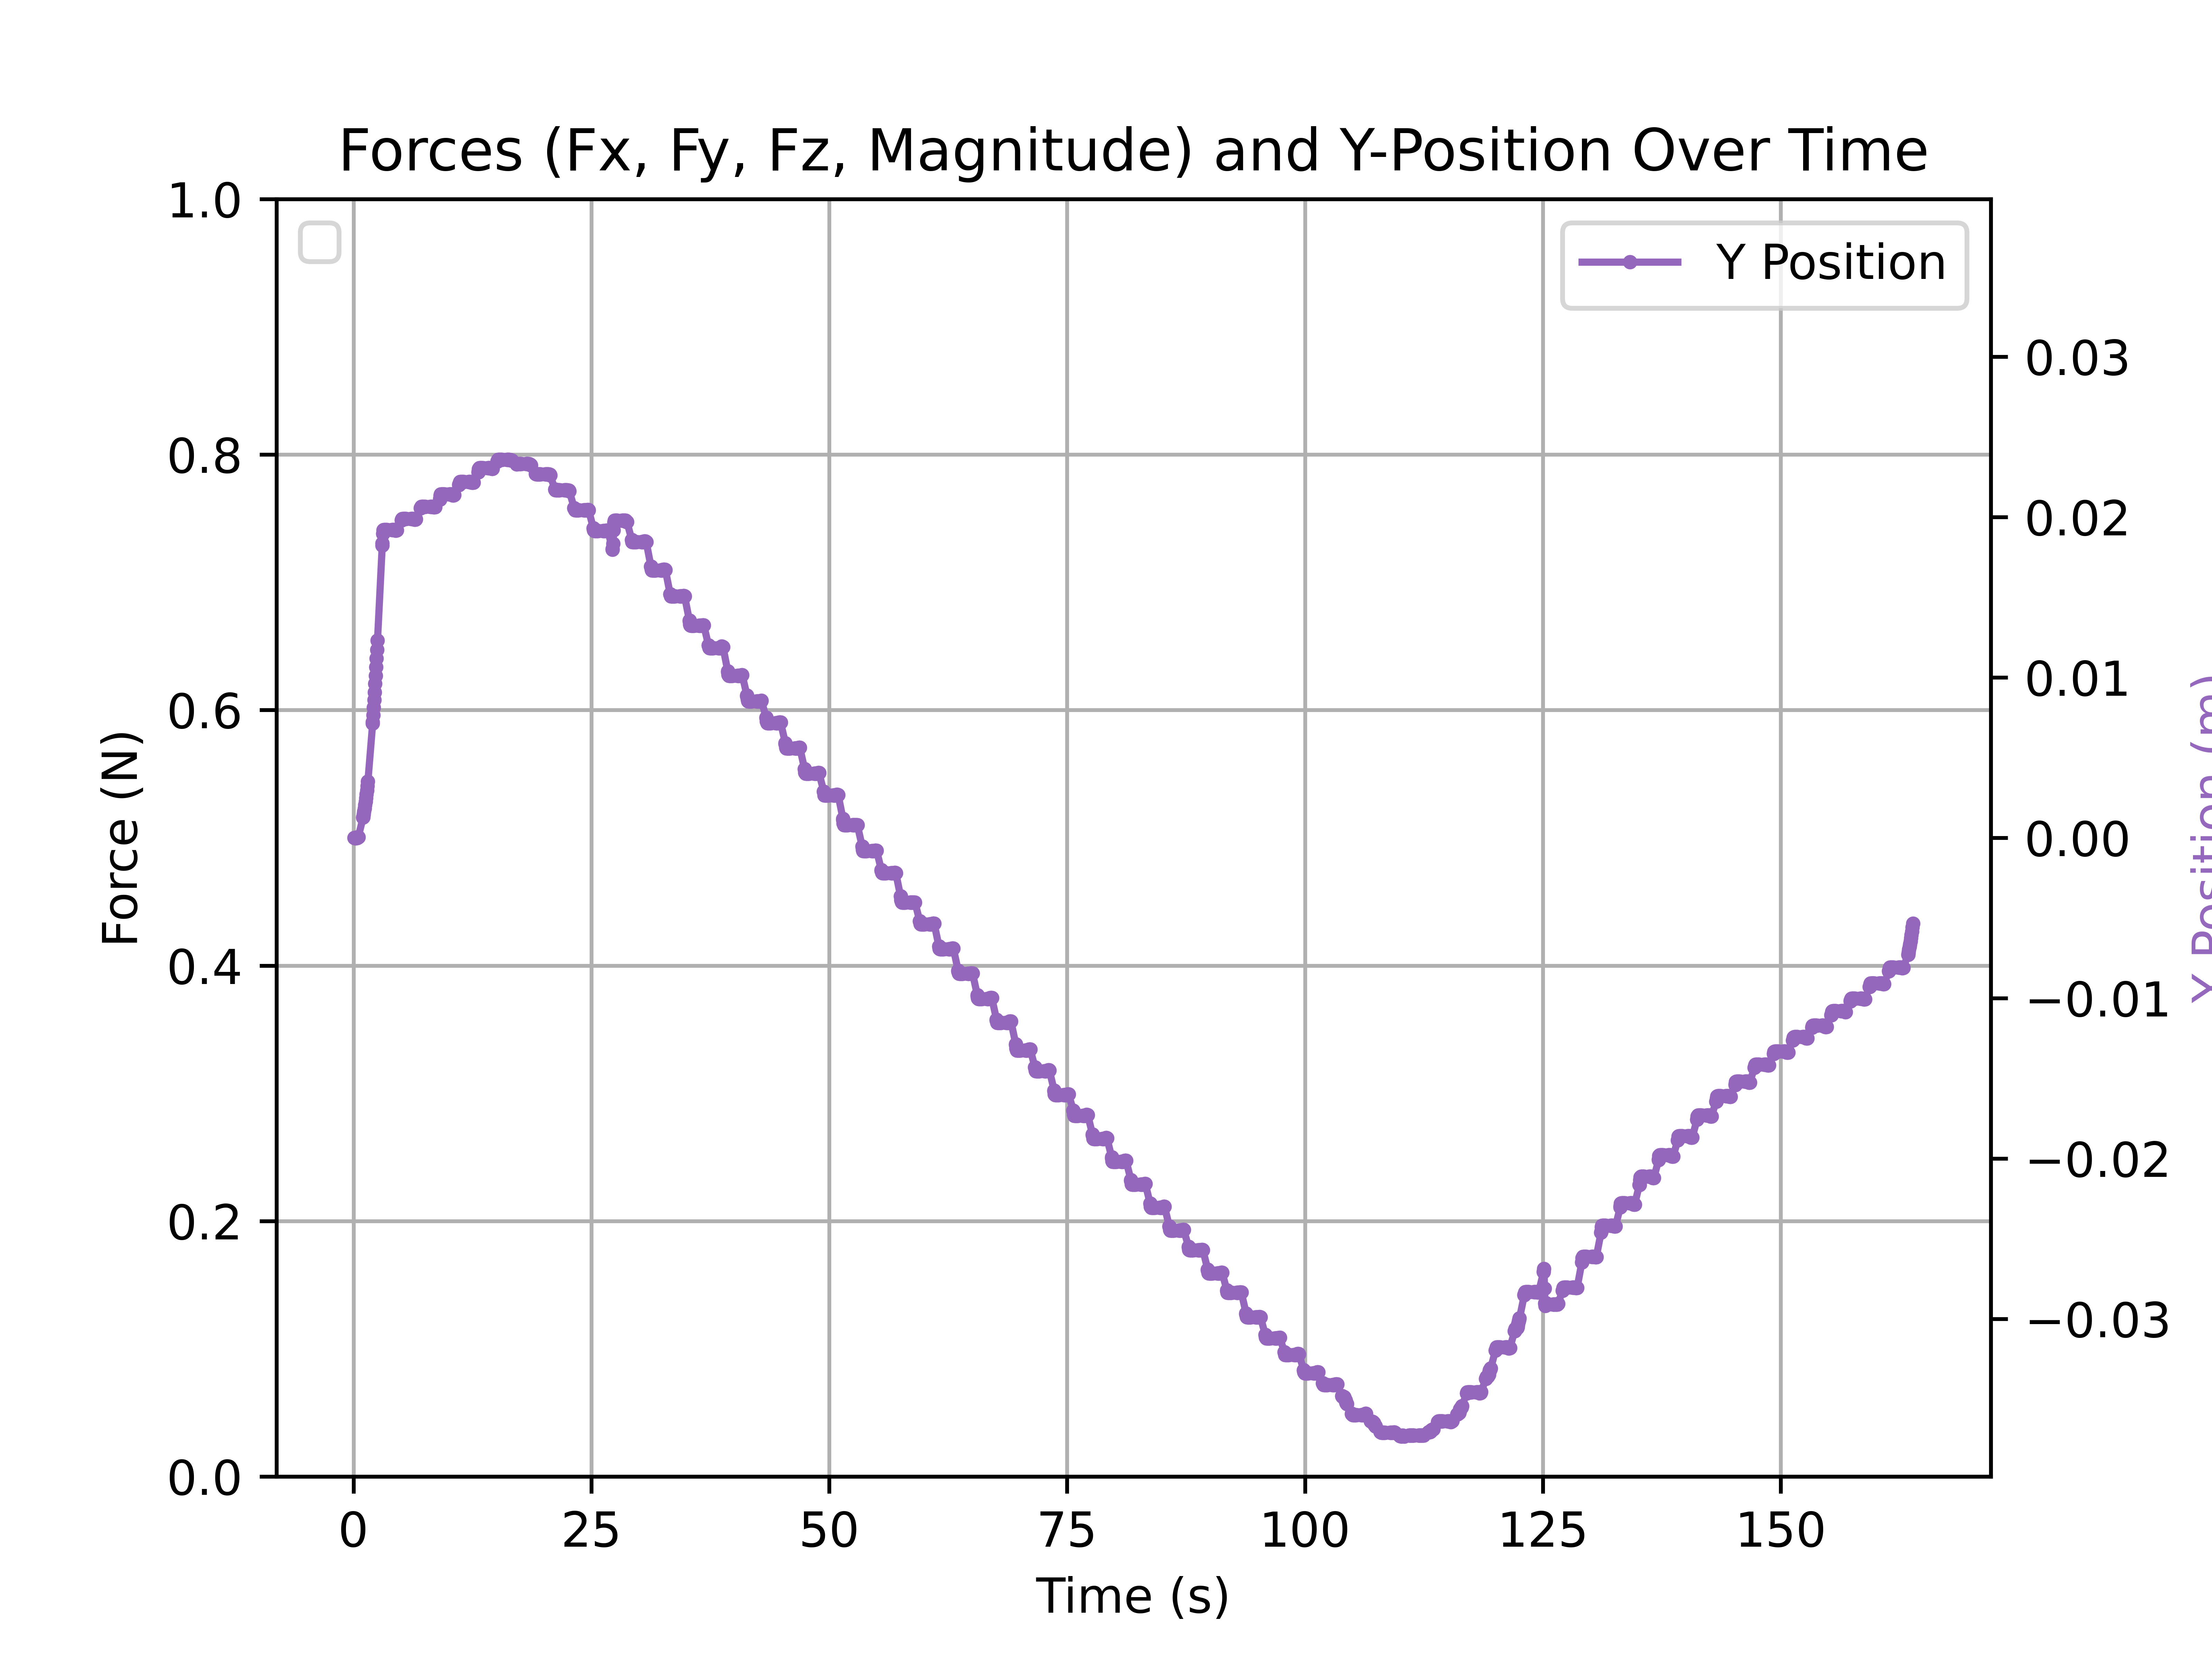 Forces (Fx, Fy, Fz, Magnitude) and Y-Position Over Time
Y Position
Force (N)
1.0
0.8
0.6
0.4
0.2
0.0
0.03
0.02
0.01
0.00
−0.01
−0.02
−0.03
Y Position (m)
0 25 50 75 100 125 150
Time (s)